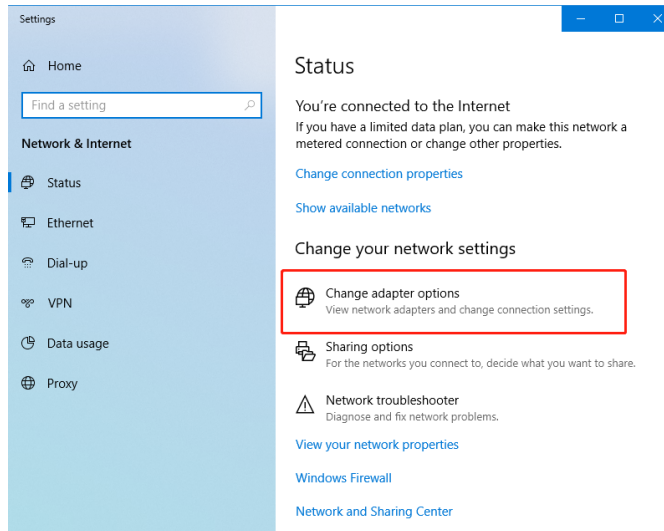 Settings
Home
Find a setting
Network & Internet
Status
Ethernet
Dial-up
VPN
Data usage
Proxy
Status
You're connected to the Internet
If you have a limited data plan, you can make this network a
metered connection or change other properties.
Change connection properties
Show available networks
Change your network settings
Change adapter options
View network adapters and change connection settings.
Sharing options
For the networks you connect to, decide what you want to share.
Network troubleshooter
Diagnose and fix network problems.
View your network properties
Windows Firewall
Network and Sharing Center